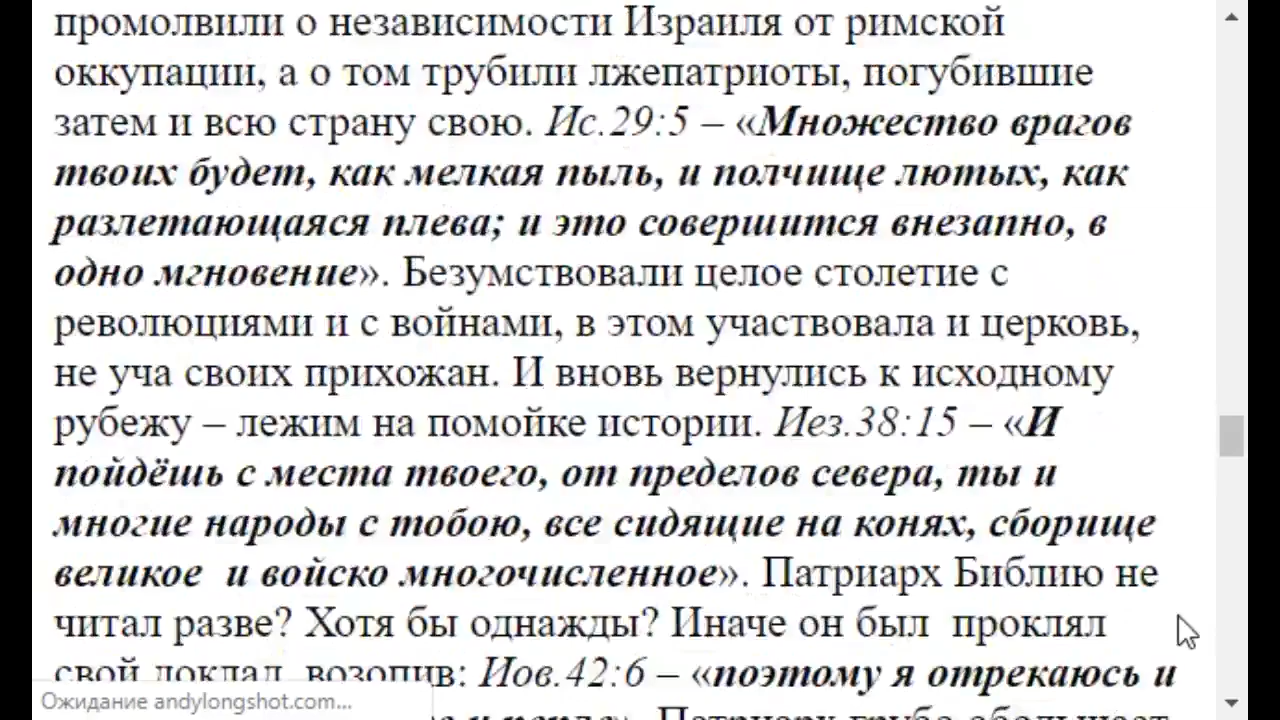 промолвили о независимости Израиля от римской
оккупации, а о том трубили лжепатриоты, погубившие
затем и всю страну свою. Ис.29:5 – «Множество врагов
твоих будет, как мелкая пыль, и полчище лютых, как
разлетающаяся плева; и это совершится внезапно, в
одно мгновение». Безумствовали целое столетие с
революциями и с войнами, в этом участвовала и церковь,
не уча своих прихожан. И вновь вернулись к исходному
рубежу – лежим на помойке истории. Иез.38:15 – «И
пойдёшь с места твоего, от пределов севера, ты и
многие народы с тобою, все сидящие на конях, сборище
великое и войско многочисленное». Патриарх Библию не
читал разве? Хотя бы однажды? Иначе он был проклял
свой доклад, возопив: Иов.42:6 – «поэтому я отрекаюсь и
Ожидание andylongshot.com...
Патриарх грубо